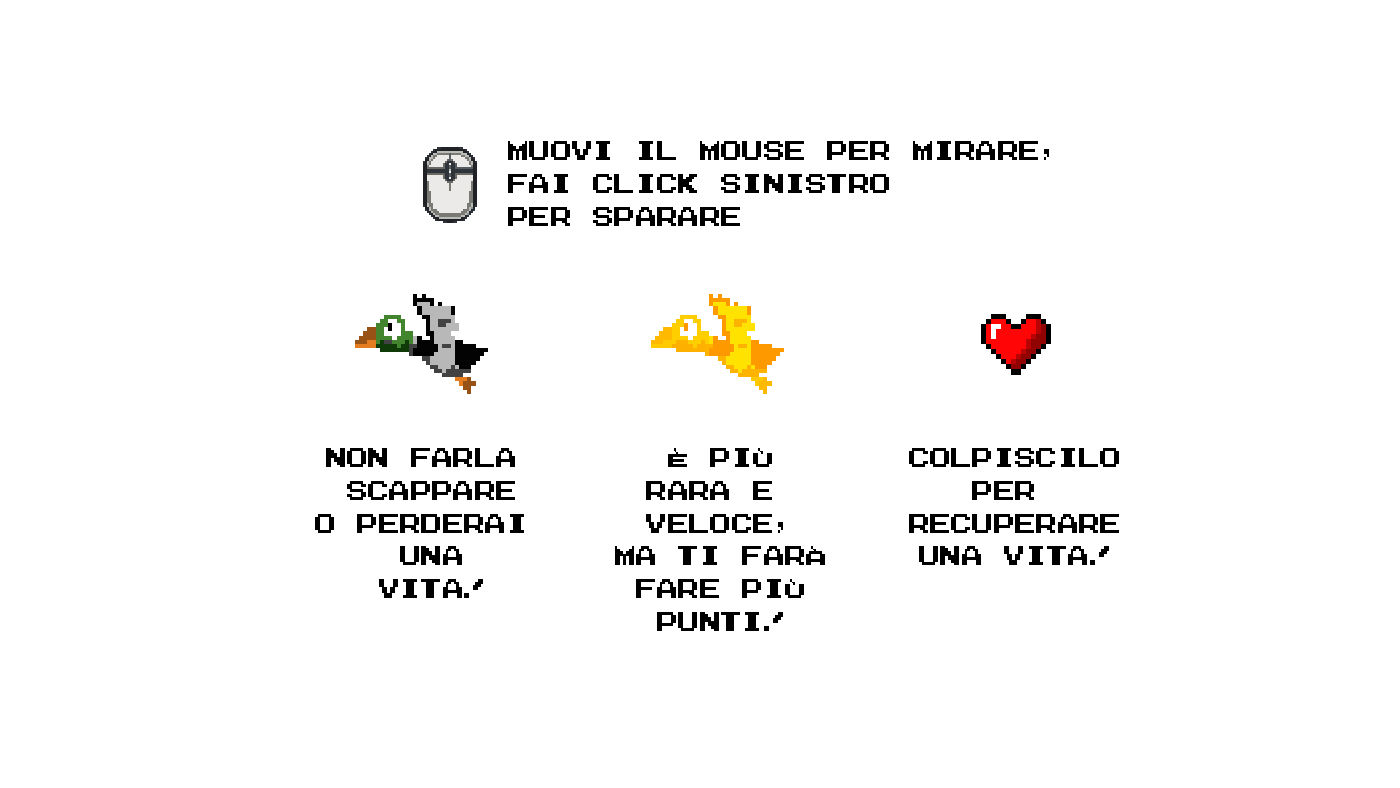 MUOVI IL MOUSE PER MIRARE,
FAI CLICK SINISTRO
PER SPARARE
NON FARLA
SCAPPARE
O PERDERAI
UNA
VITA!
È PIÙ
RARA E
VELOCE,
MA TI FARÀ
FARE PIÙ
PUNTI!
COLPISCILO
PER
RECUPERARE
UNA VITA!